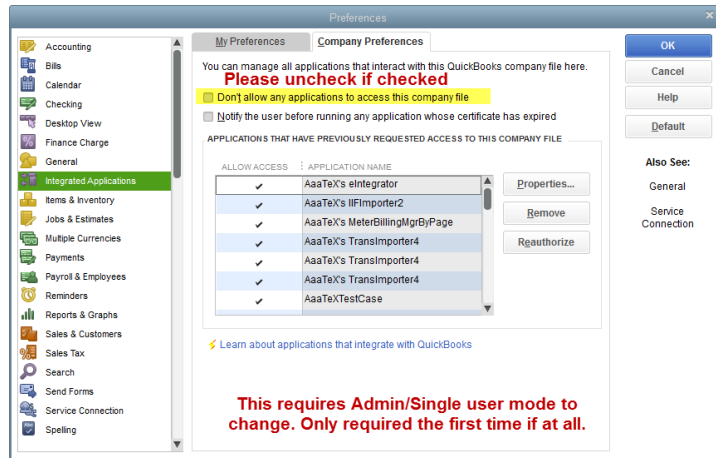 Preferences
Accounting
Bills
Calendar
Checking
Desktop View
Finance Charge
General
Integrated Applications
Items & Inventory
Jobs & Estimates
Multiple Currencies
Payments
Payroll & Employees
Reminders
Reports & Graphs
Sales & Customers
Sales Tax
Search
Send Forms
Service Connection
Spelling
My Preferences
Company Preferences
You can manage all applications that interact with this QuickBooks company file here.
Please uncheck if checked
Don't allow any applications to access this company file
Notify the user before running any application whose certificate has expired
APPLICATIONS THAT HAVE PREVIOUSLY REQUESTED ACCESS TO THIS COMPANY FILE
ALLOW ACCESS APPLICATION NAME
AaaTeX's eIntegrator
AaaTeX's IIFImporter2
AaaTeX's MeterBillingMgrByPage
AaaTeX's TransImporter4
AaaTeX's TransImporter4
AaaTeX's TransImporter4
AaaTeXTestCase
Properties...
Remove
Reauthorize
Learn about applications that integrate with QuickBooks
This requires Admin/Single user mode to
change. Only required the first time if at all.
OK
Cancel
Help
Default
Also See:
General
Service
Connection